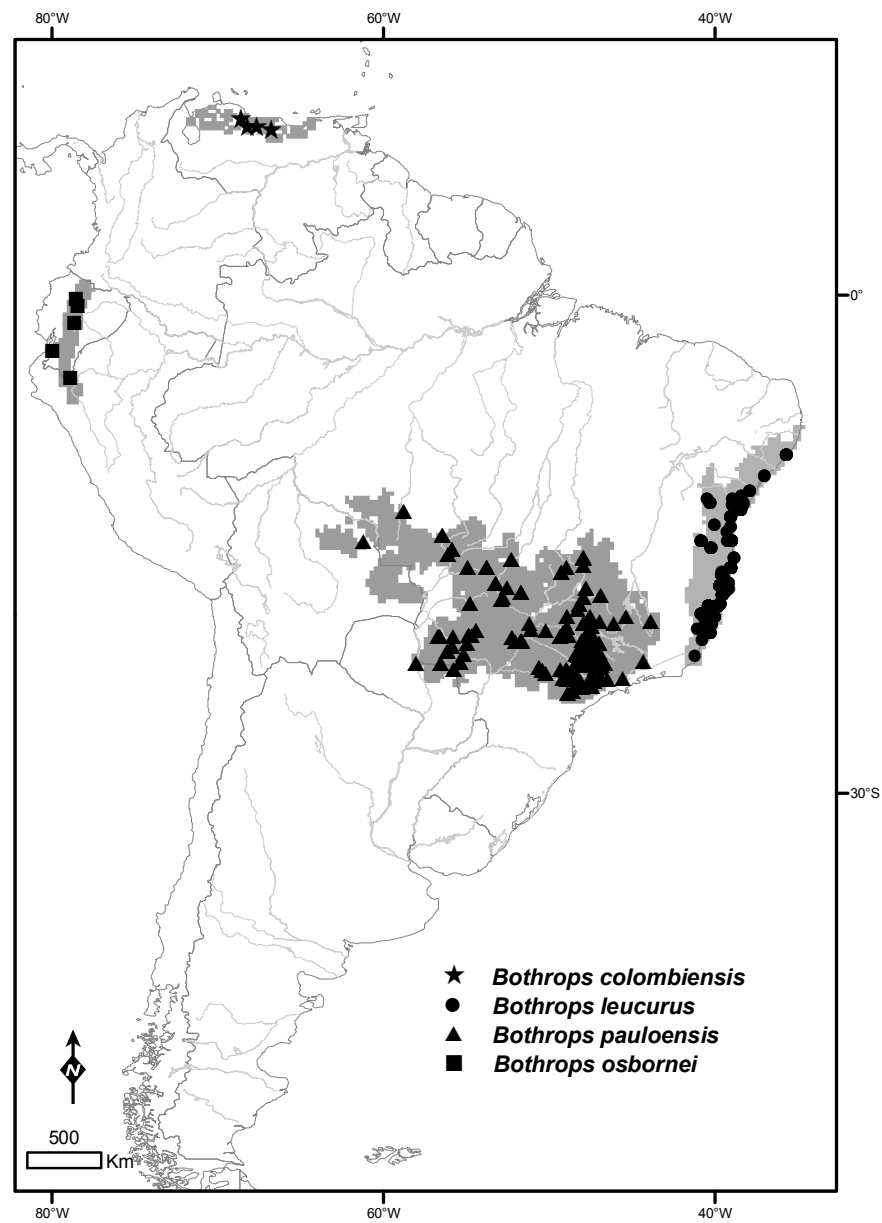 80°W 60°W 40°W
0°
30°S
Bothrops colombiensis
Bothrops leucurus
Bothrops pauloensis
Bothrops osbornei
N
500
Km
80°W 60°W 40°W